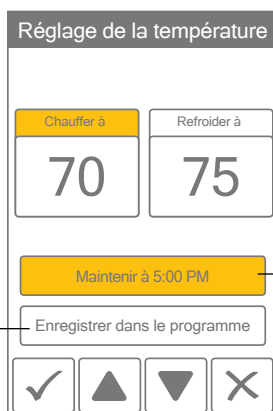 Réglage de la température
Chauffer à
Refroider à
70
75
Maintenir à 5:00 PM
Enregistrer dans le programme